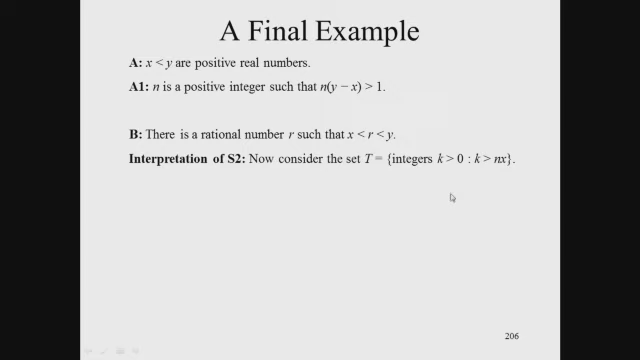 A Final Example
A: x < y are positive real numbers.
A1: n is a positive integer such that n(y − x) > 1.
B: There is a rational number r such that x < r < y.
Interpretation of S2: Now consider the set T = {integers k > 0 : k > nx}.
206